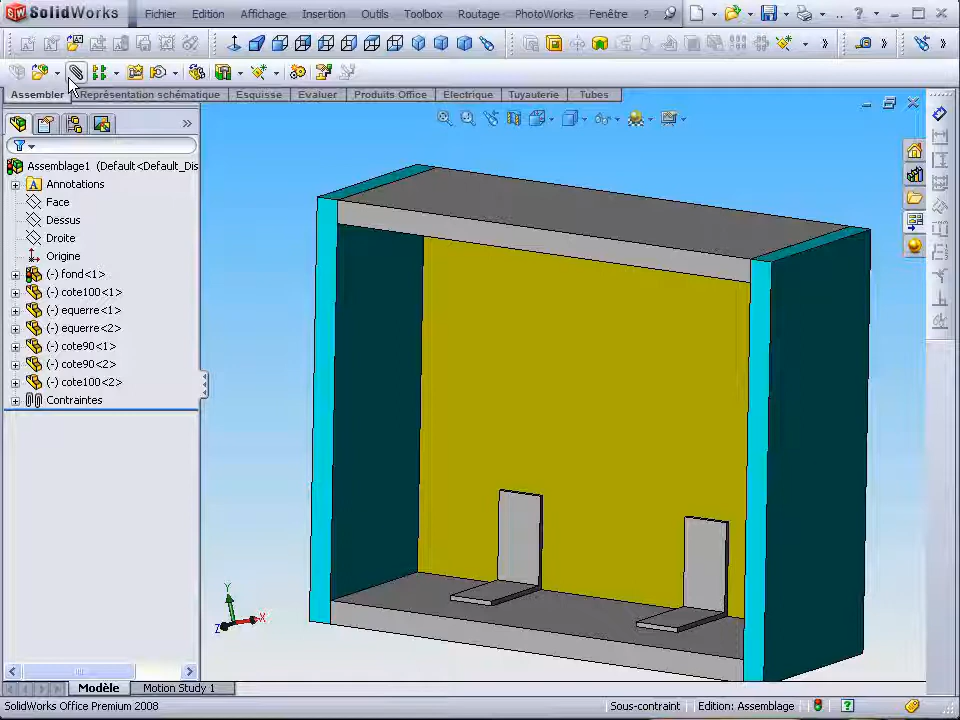 SolidWorks Fichier Edition Affichage Insertion Outils Toolbox Routage PhotoWorks Fenêtre ?
Assembler Représentation schématique Esquisse Evaluer Produits Office Electrique Tuyauterie Tubes
Assemblage1 (Default<Default_Dis
Annotations
Face
Dessus
Droite
Origine
(-) fond<1>
(-) cote100<1>
(-) equerre<1>
(-) equerre<2>
(-) cote90<1>
(-) cote90<2>
(-) cote100<2>
Contraintes
Y
X
Z
Modèle Motion Study 1
SolidWorks Office Premium 2008 Sous-contraint Edition: Assemblage